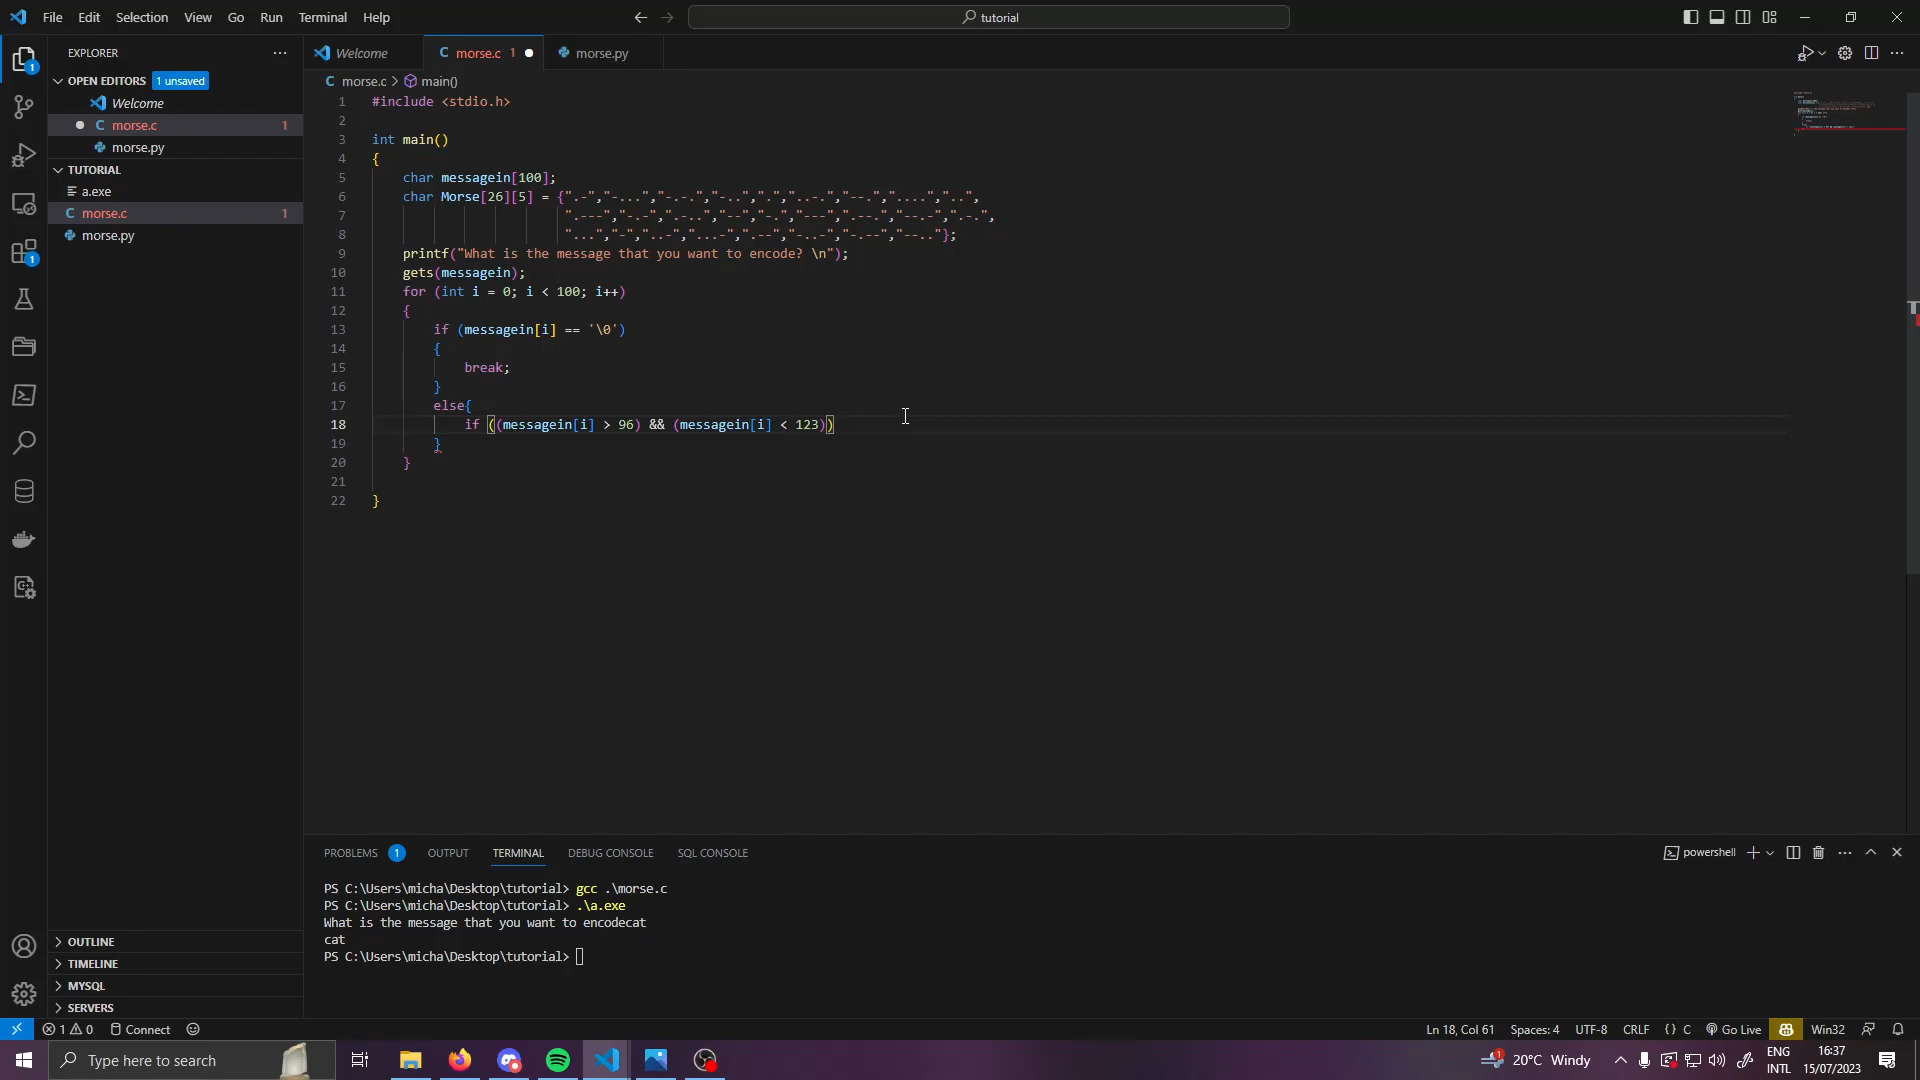 File Edit Selection View Go Run Terminal Help
tutorial
EXPLORER
OPEN EDITORS 1 unsaved
Welcome
morse.c 1
morse.py
TUTORIAL
a.exe
morse.c 1
morse.py
OUTLINE
TIMELINE
MYSQL
SERVERS
Welcome
C morse.c 1
morse.py
C morse.c > main()
1 #include <stdio.h>
2
3 int main()
4 {
5 char messagein[100];
6 char Morse[26][5] = {".-","-...","-.-.","-..",".","..-.","--.","....","..",
7 ".---","-.-",".-..","--","-.","---",".--.","--.-",".-.",
8 "...","-","..-","...-",".--","-..-","-.--","--.."};
9 printf("What is the message that you want to encode? \n");
10 gets(messagein);
11 for (int i = 0; i < 100; i++)
12 {
13 if (messagein[i] == '\0')
14 {
15 break;
16 }
17 else{
18 if ((messagein[i] > 96) && (messagein[i] < 123))
19 }
20 }
21
22 }
PROBLEMS 1 OUTPUT TERMINAL DEBUG CONSOLE SQL CONSOLE
powershell
PS C:\Users\micha\Desktop\tutorial> gcc .\morse.c
PS C:\Users\micha\Desktop\tutorial> .\a.exe
What is the message that you want to encodecat
cat
PS C:\Users\micha\Desktop\tutorial>
1 0 Connect
Ln 18, Col 61 Spaces: 4 UTF-8 CRLF {} C Go Live Win32
Type here to search
20°C Windy
ENG
INTL
16:37
15/07/2023